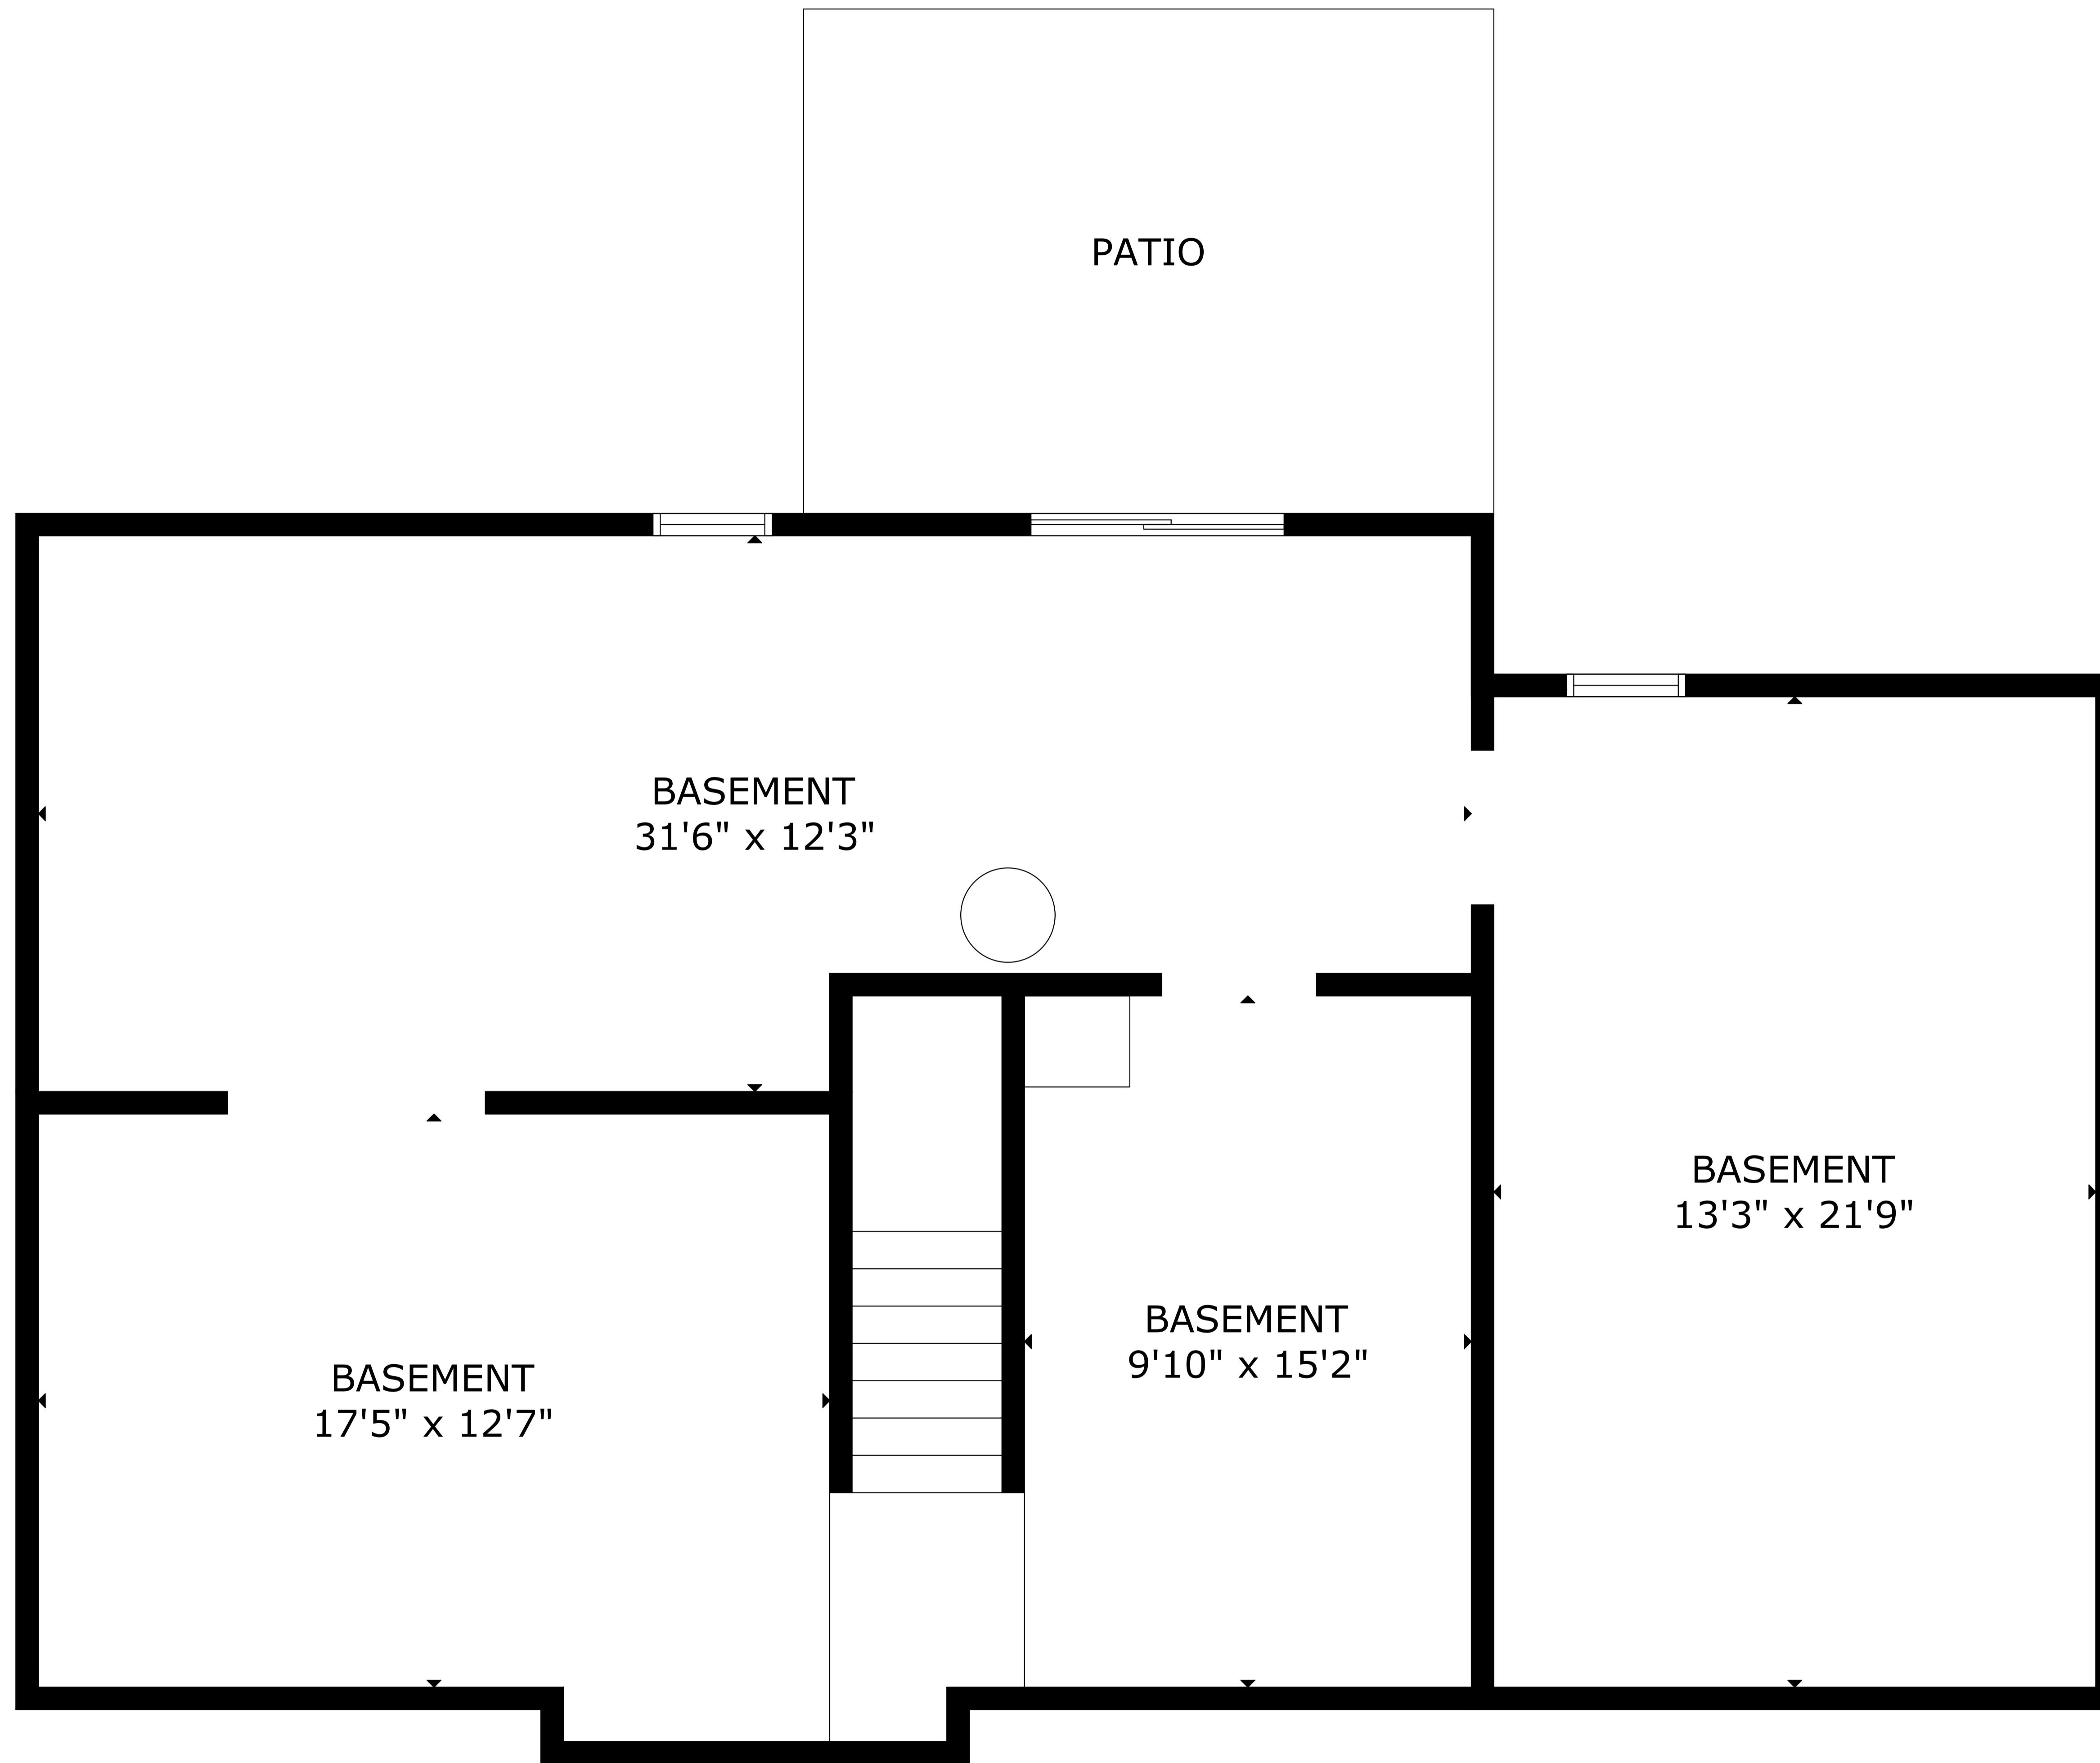 PATIO
BASEMENT
31'6" x 12'3"
BASEMENT
13'3" x 21'9"
BASEMENT
9'10" x 15'2"
BASEMENT
17'5" x 12'7"